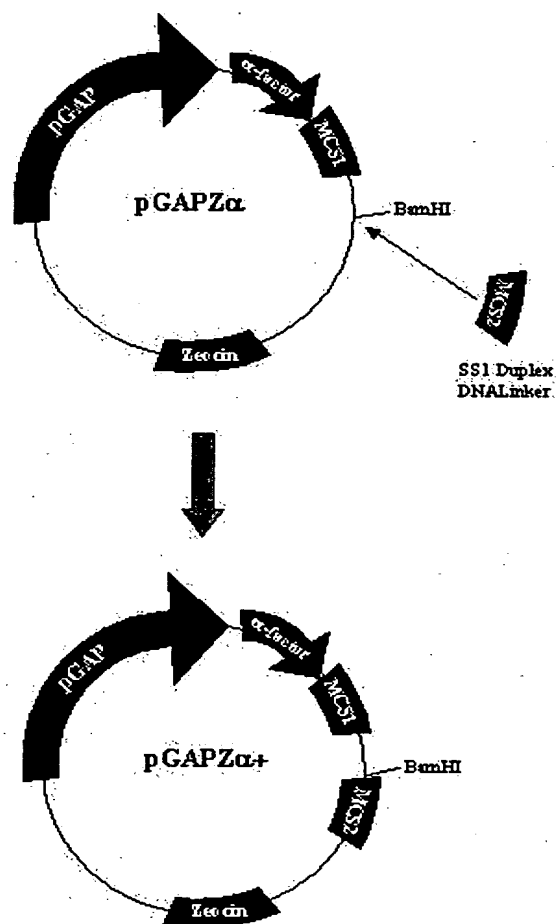 pGAP
α-factor
MCS1
pGAPZα
BamHI
MCS2
SS1 Duplex
DNALinker
Zeocin
pGAP
α-factor
MCS1
pGAPZα+
BamHI
MCS2
Zeocin